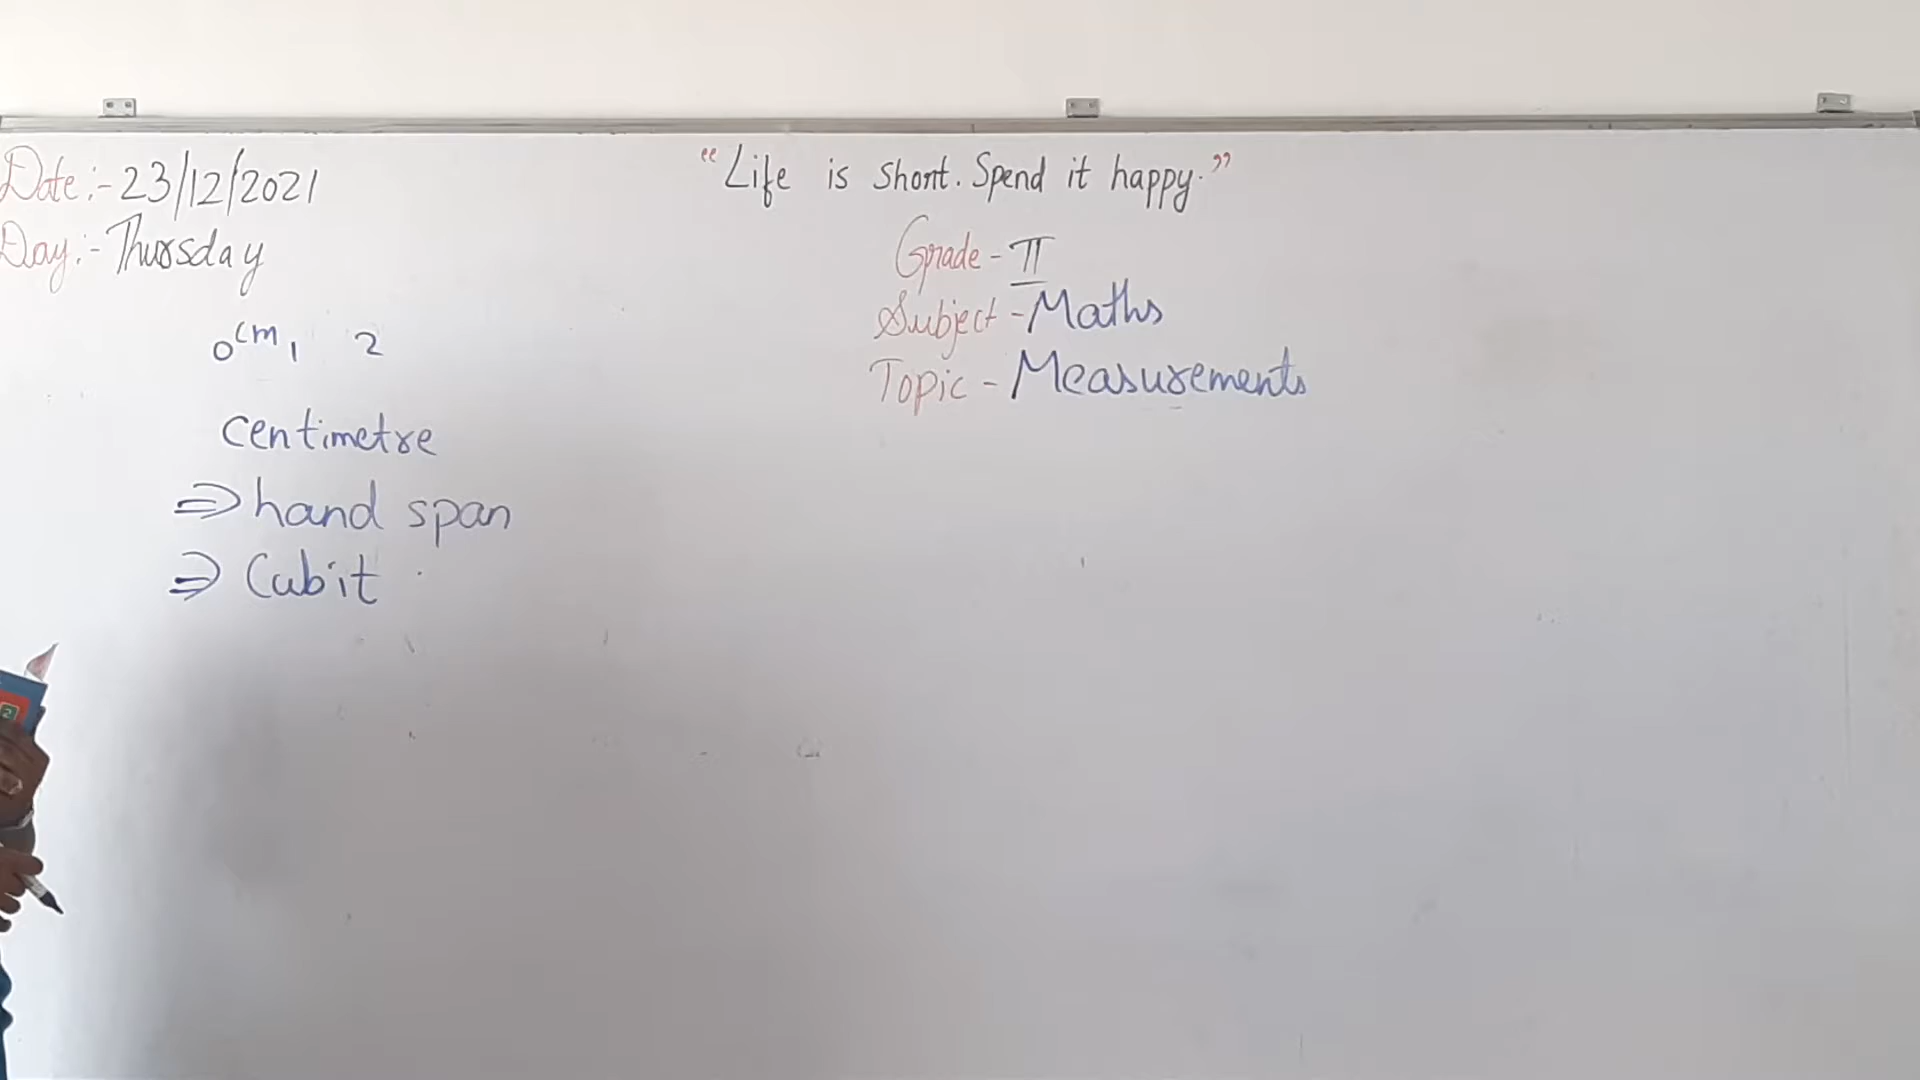 Date:- 23/12/2021
Day:- Thursday
"Life is short. Spend it happy."
Grade - II
Subject - Maths
Topic - Measurements
0cm 1 2
centimetre
⇒ hand span
⇒ Cubit
2